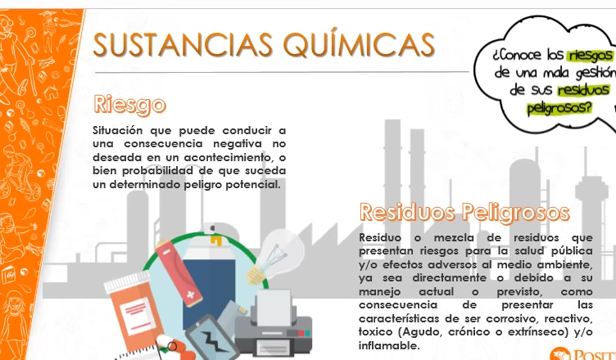 SUSTANCIAS QUÍMICAS
¿Conoce los riesgos
de una mala gestión
de sus residuos
peligrosos?
Riesgo
Situación que puede conducir a
una consecuencia negativa no
deseada en un acontecimiento, o
bien probabilidad de que suceda
un determinado peligro potencial.
Residuos Peligrosos
Residuo o mezcla de residuos que
presentan riesgos para la salud pública
y/o efectos adversos al medio ambiente,
ya sea directamente o debido a su
manejo actual o previsto, como
consecuencia de presentar las
características de ser corrosivo, reactivo,
toxico (Agudo, crónico o extrínseco) y/o
inflamable.